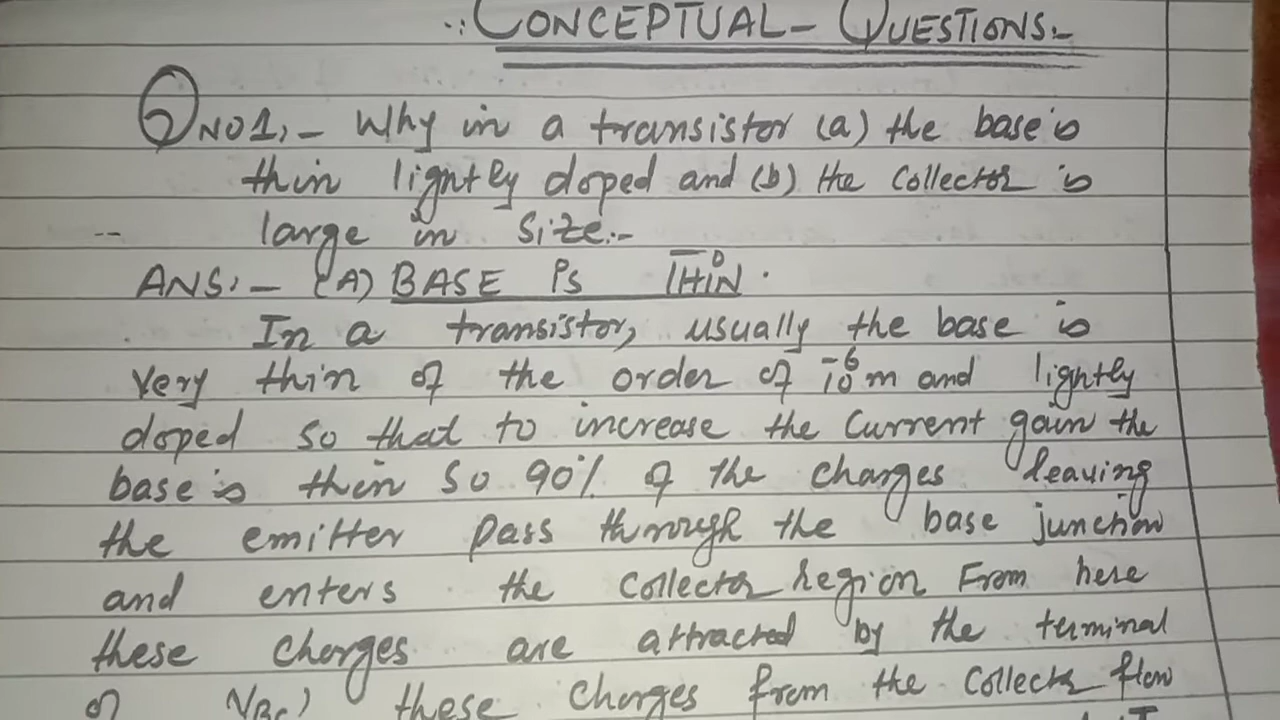 .: CONCEPTUAL - QUESTIONS:-
QNO1:- Why in a transistor (a) the base is
thin lightly doped and (b) the collector is
large in size:-
ANS:- (A) BASE is THIN.
In a transistor, usually the base is
very thin of the order of 10⁻⁶m and lightly
doped so that to increase the current gain the
base is thin so 90% of the charges leaving
the emitter pass through the base junction
and enters the collector region From here
these charges are attracted by the terminal
of these charges from the collector flow